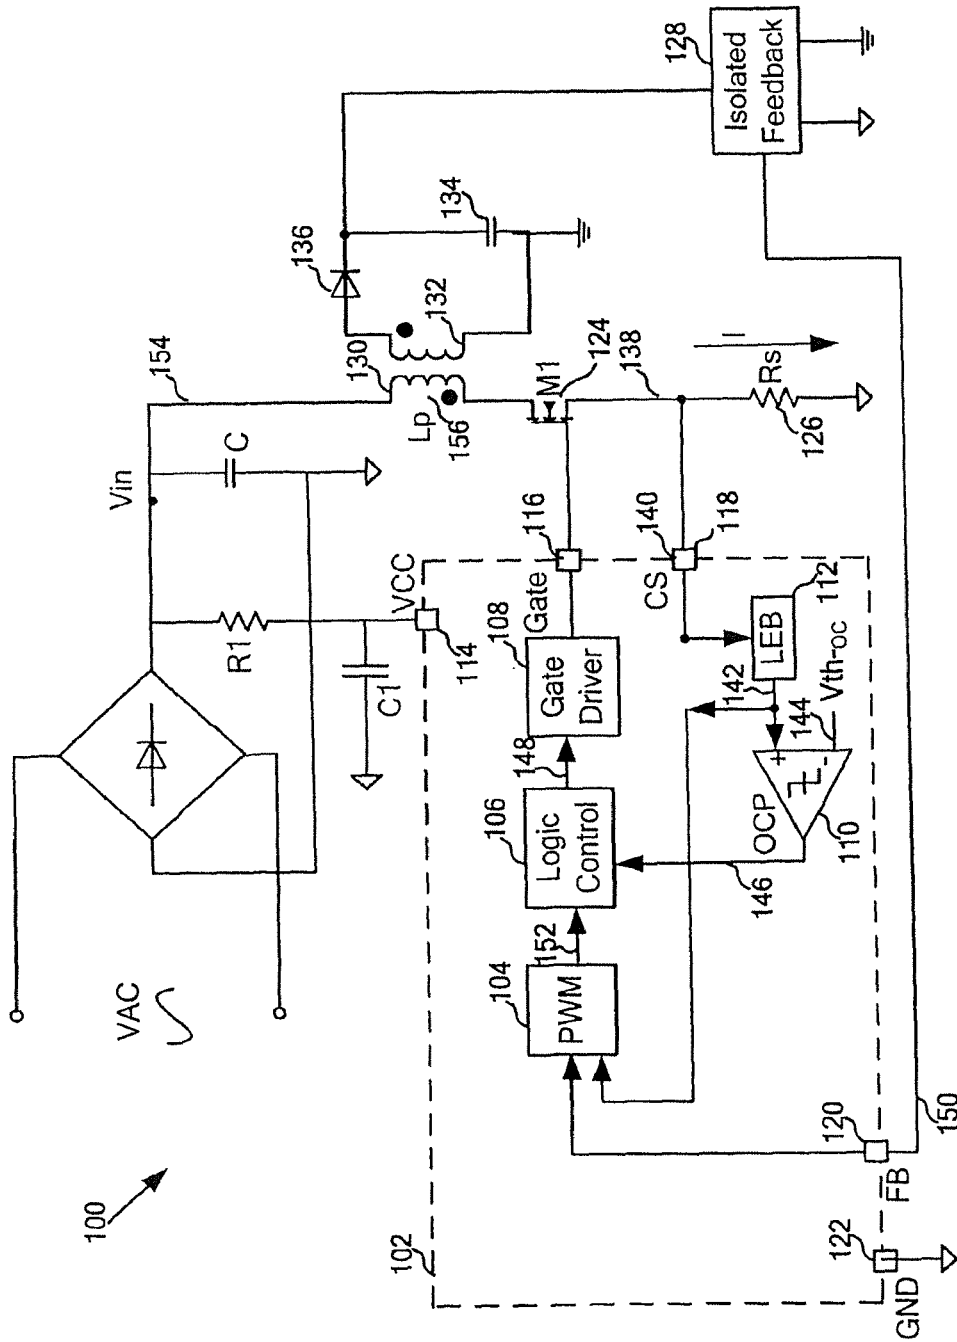 100
VAC
Vin
154
C
R1
C1
VCC
114
130
Lp
156
132
136
134
M1
124
138
I
Rs
126
128
Isolated
Feedback
102
104
PWM
152
106
Logic
Control
148
108
Gate
Driver
Gate
116
CS
140
118
LEB
112
142
144
Vth-oc
+
-
OCP
110
146
120
FB
150
122
GND